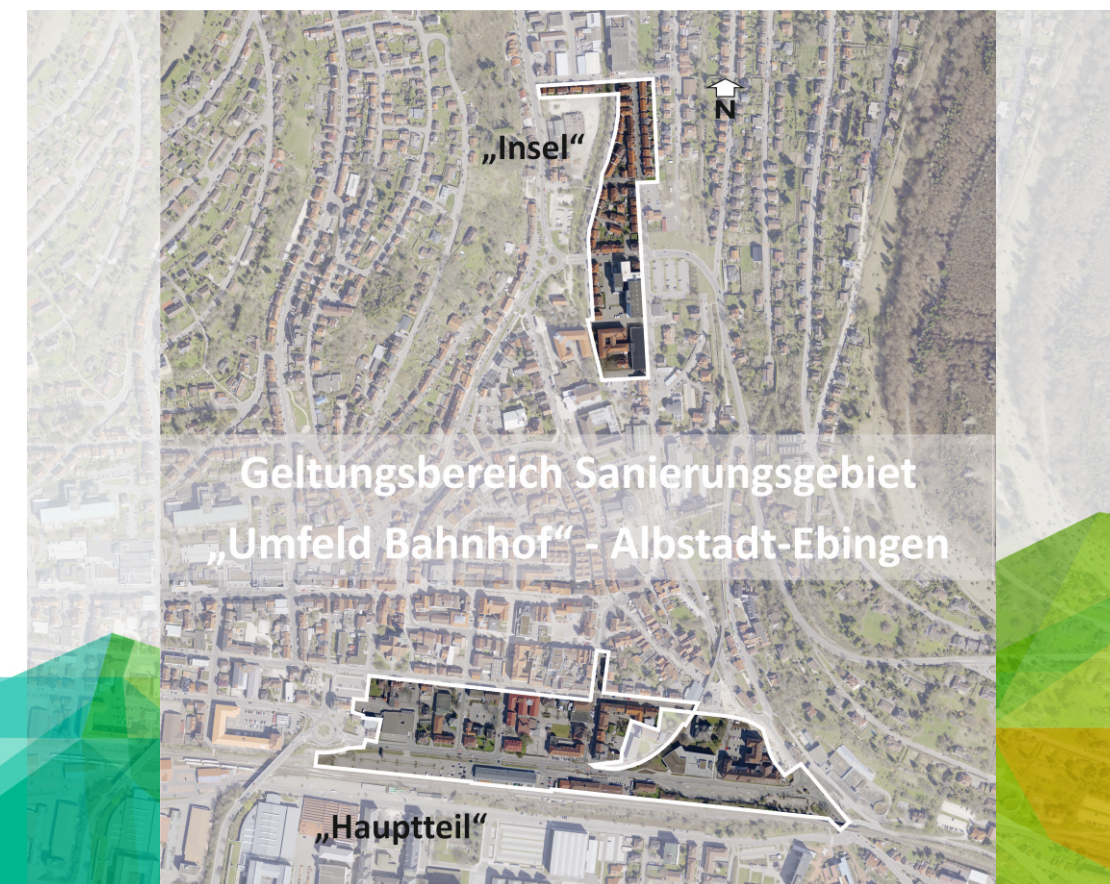 N
„Insel“
Geltungsbereich Sanierungsgebiet
„Umfeld Bahnhof“ - Albstadt-Ebingen
„Hauptteil“